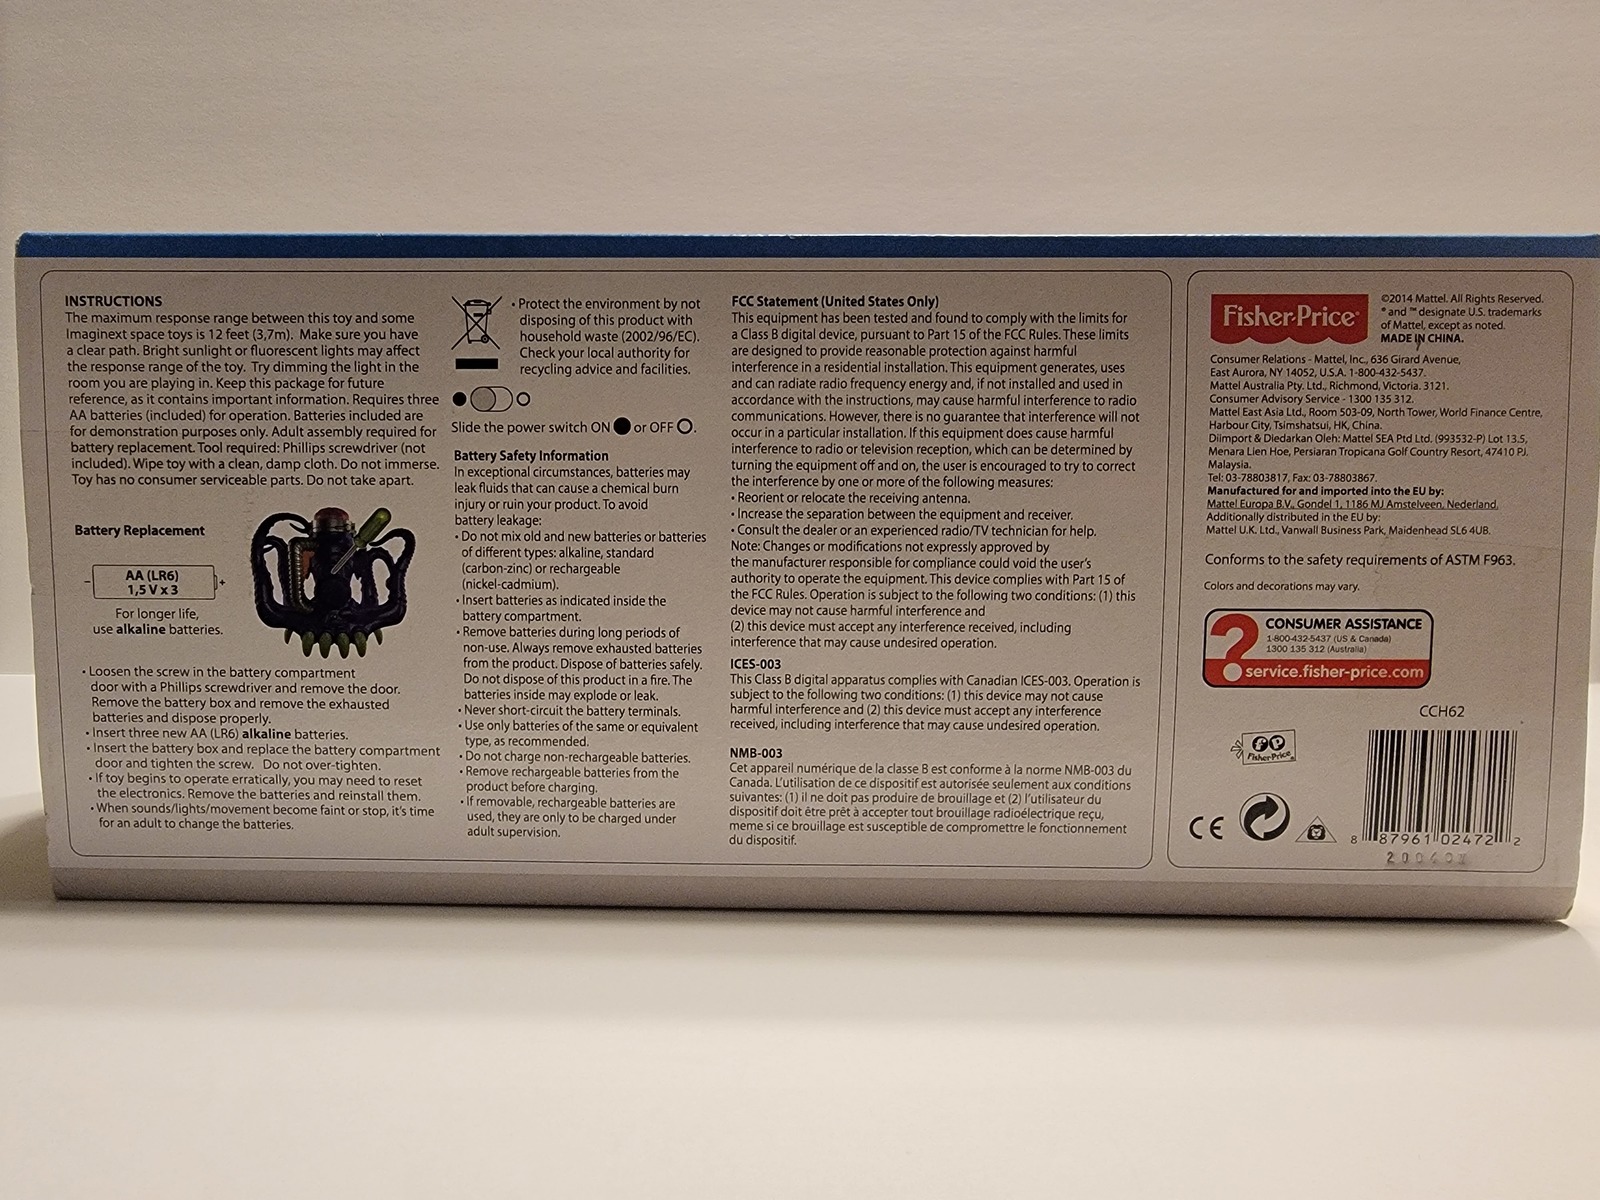 INSTRUCTIONS
The maximum response range between this toy and some
Imaginext space toys is 12 feet (3,7m). Make sure you have
a clear path. Bright sunlight or fluorescent lights may affect
the response range of the toy. Try dimming the light in the
room you are playing in. Keep this package for future
reference, as it contains important information. Requires three
AA batteries (included) for operation. Batteries included are
for demonstration purposes only. Adult assembly required for
battery replacement. Tool required: Phillips screwdriver (not
included). Wipe toy with a clean, damp cloth. Do not immerse.
Toy has no consumer serviceable parts. Do not take apart.
Battery Replacement
– AA (LR6) +
1,5 V x 3
For longer life,
use alkaline batteries.
• Loosen the screw in the battery compartment
door with a Phillips screwdriver and remove the door.
Remove the battery box and remove the exhausted
batteries and dispose properly.
• Insert three new AA (LR6) alkaline batteries.
• Insert the battery box and replace the battery compartment
door and tighten the screw. Do not over-tighten.
• If toy begins to operate erratically, you may need to reset
the electronics. Remove the batteries and reinstall them.
• When sounds/lights/movement become faint or stop, it's time
for an adult to change the batteries.
• Protect the environment by not
disposing of this product with
household waste (2002/96/EC).
Check your local authority for
recycling advice and facilities.
Slide the power switch ON ● or OFF O.
Battery Safety Information
In exceptional circumstances, batteries may
leak fluids that can cause a chemical burn
injury or ruin your product. To avoid
battery leakage:
• Do not mix old and new batteries or batteries
of different types: alkaline, standard
(carbon-zinc) or rechargeable
(nickel-cadmium).
• Insert batteries as indicated inside the
battery compartment.
• Remove batteries during long periods of
non-use. Always remove exhausted batteries
from the product. Dispose of batteries safely.
Do not dispose of this product in a fire. The
batteries inside may explode or leak.
• Never short-circuit the battery terminals.
• Use only batteries of the same or equivalent
type, as recommended.
• Do not charge non-rechargeable batteries.
• Remove rechargeable batteries from the
product before charging.
• If removable, rechargeable batteries are
used, they are only to be charged under
adult supervision.
FCC Statement (United States Only)
This equipment has been tested and found to comply with the limits for
a Class B digital device, pursuant to Part 15 of the FCC Rules. These limits
are designed to provide reasonable protection against harmful
interference in a residential installation. This equipment generates, uses
and can radiate radio frequency energy and, if not installed and used in
accordance with the instructions, may cause harmful interference to radio
communications. However, there is no guarantee that interference will not
occur in a particular installation. If this equipment does cause harmful
interference to radio or television reception, which can be determined by
turning the equipment off and on, the user is encouraged to try to correct
the interference by one or more of the following measures:
• Reorient or relocate the receiving antenna.
• Increase the separation between the equipment and receiver.
• Consult the dealer or an experienced radio/TV technician for help.
Note: Changes or modifications not expressly approved by
the manufacturer responsible for compliance could void the user's
authority to operate the equipment. This device complies with Part 15 of
the FCC Rules. Operation is subject to the following two conditions: (1) this
device may not cause harmful interference and
(2) this device must accept any interference received, including
interference that may cause undesired operation.
ICES-003
This Class B digital apparatus complies with Canadian ICES-003. Operation is
subject to the following two conditions: (1) this device may not cause
harmful interference and (2) this device must accept any interference
received, including interference that may cause undesired operation.
NMB-003
Cet appareil numérique de la classe B est conforme à la norme NMB-003 du
Canada. L'utilisation de ce dispositif est autorisée seulement aux conditions
suivantes: (1) il ne doit pas produire de brouillage et (2) l'utilisateur du
dispositif doit être prêt à accepter tout brouillage radioélectrique reçu,
meme si ce brouillage est susceptible de compromettre le fonctionnement
du dispositif.
Fisher-Price®
©2014 Mattel. All Rights Reserved.
® and ™ designate U.S. trademarks
of Mattel, except as noted.
MADE IN CHINA.
Consumer Relations - Mattel, Inc., 636 Girard Avenue,
East Aurora, NY 14052, U.S.A. 1-800-432-5437.
Mattel Australia Pty. Ltd., Richmond, Victoria. 3121.
Consumer Advisory Service - 1300 135 312.
Mattel East Asia Ltd., Room 503-09, North Tower, World Finance Centre,
Harbour City, Tsimshatsui, HK, China.
Diimport & Diedarkan Oleh: Mattel SEA Ptd Ltd. (993532-P) Lot 13.5,
Menara Lien Hoe, Persiaran Tropicana Golf Country Resort, 47410 PJ.
Malaysia.
Tel: 03-78803817, Fax: 03-78803867.
Manufactured for and imported into the EU by:
Mattel Europa B.V., Gondel 1, 1186 MJ Amstelveen, Nederland.
Additionally distributed in the EU by:
Mattel U.K. Ltd., Vanwall Business Park, Maidenhead SL6 4UB.
Conforms to the safety requirements of ASTM F963.
Colors and decorations may vary.
? CONSUMER ASSISTANCE
1-800-432-5437 (US & Canada)
1300 135 312 (Australia)
service.fisher-price.com
CCH62
fP
Fisher-Price®
CE
8 87961 02472 2